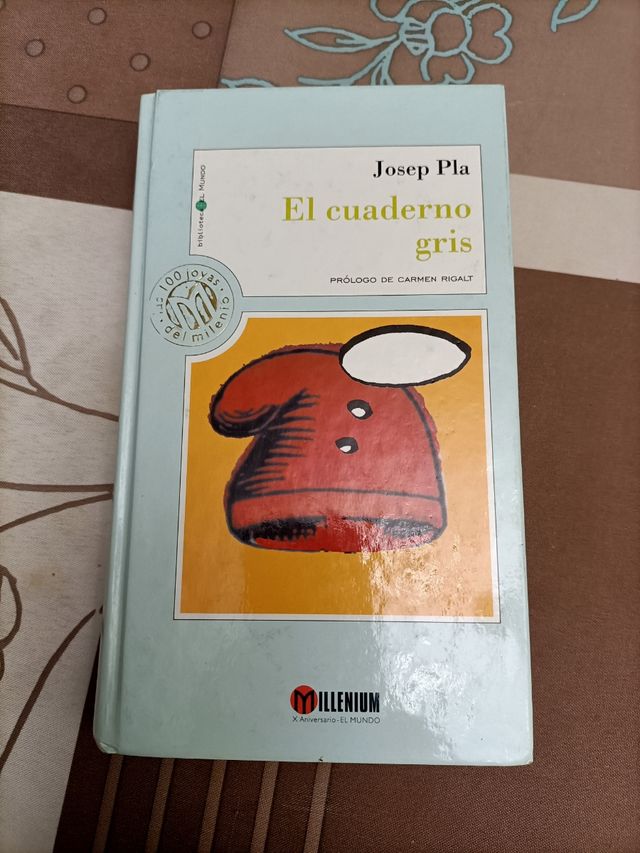 Josep Pla
El cuaderno
gris
PRÓLOGO DE CARMEN RIGALT
biblioteca EL MUNDO
100 joyas
del milenio
MILLENIUM
X Aniversario - EL MUNDO